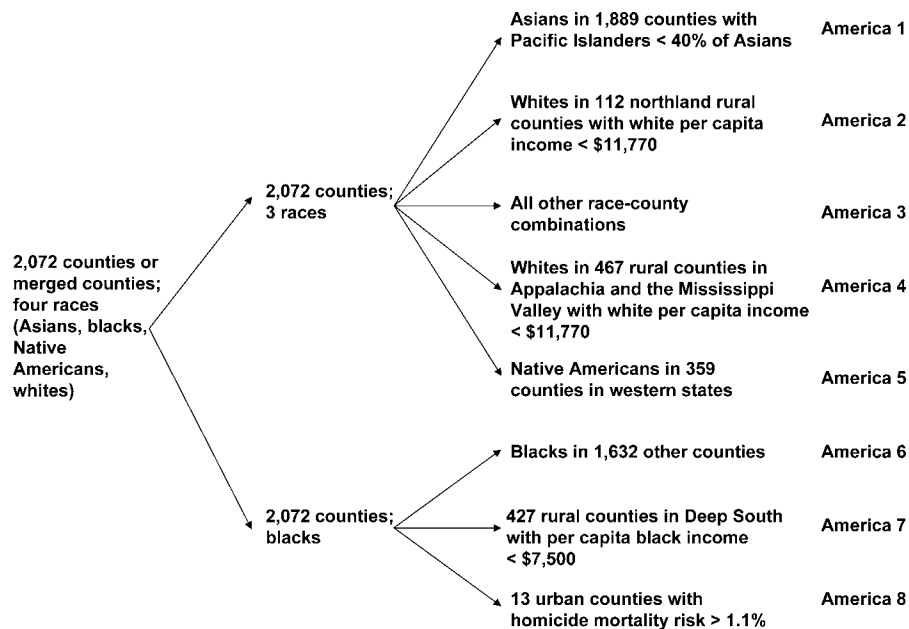 Asians in 1,889 counties with
Pacific Islanders < 40% of Asians
America 1
Whites in 112 northland rural
counties with white per capita
income < $11,770
America 2
2,072 counties;
3 races
All other race-county
combinations
America 3
2,072 counties or
merged counties;
four races
(Asians, blacks,
Native
Americans,
whites)
Whites in 467 rural counties in
Appalachia and the Mississippi
Valley with white per capita income
< $11,770
America 4
Native Americans in 359
counties in western states
America 5
Blacks in 1,632 other counties
America 6
2,072 counties;
blacks
427 rural counties in Deep South
with per capita black income
< $7,500
America 7
13 urban counties with
homicide mortality risk > 1.1%
America 8